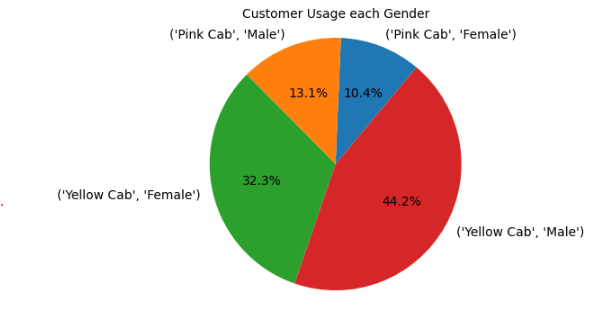 Customer Usage each Gender
('Pink Cab', 'Male')
('Pink Cab', 'Female')
13.1%
10.4%
32.3%
('Yellow Cab', 'Female')
44.2%
('Yellow Cab', 'Male')